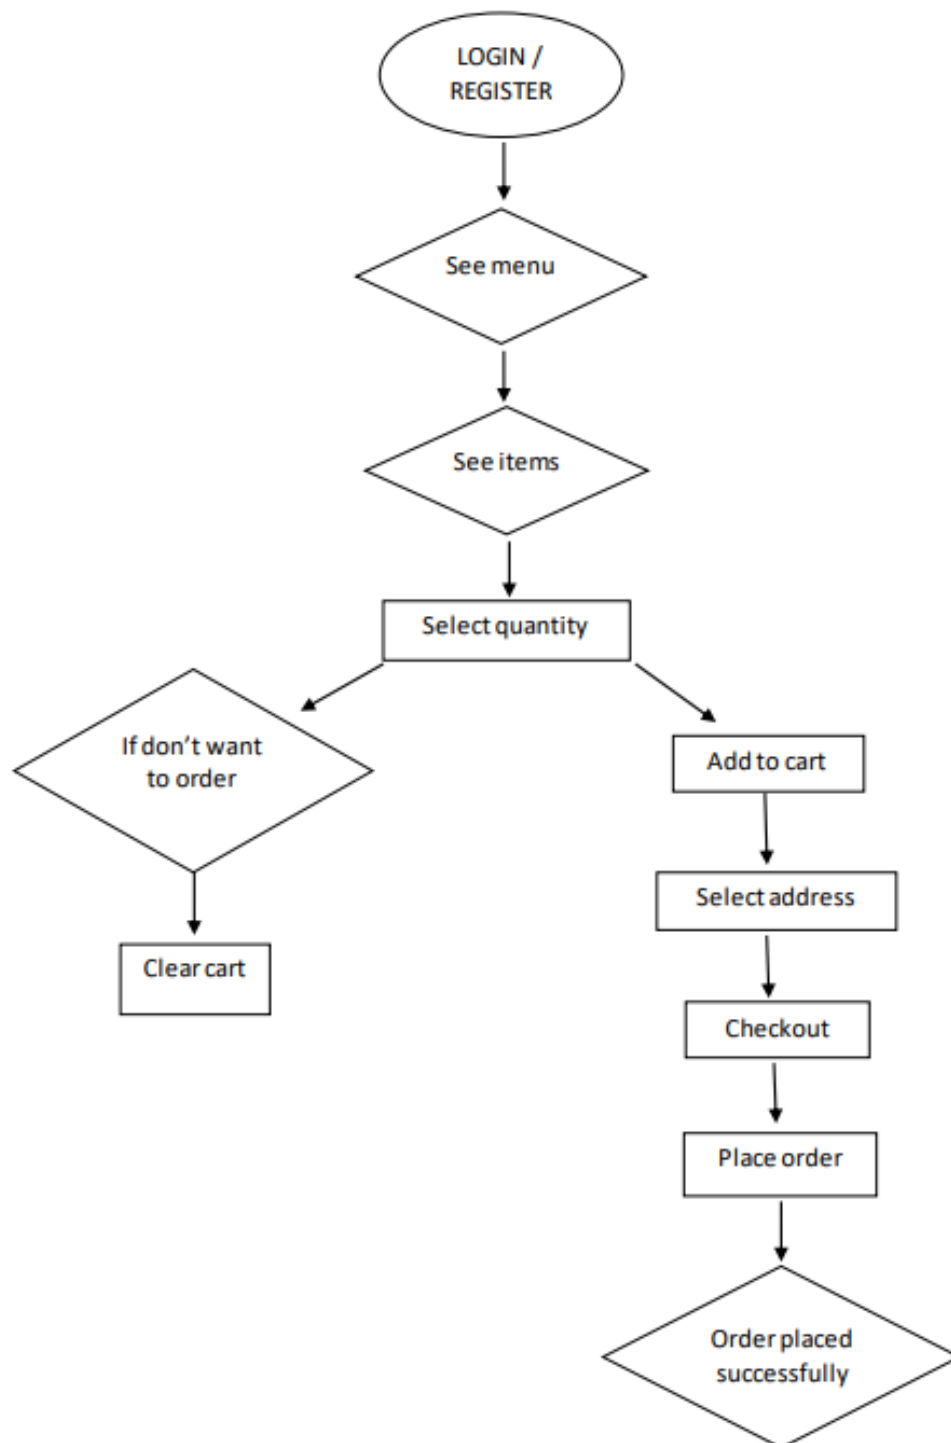 LOGIN /
REGISTER
See menu
See items
Select quantity
If don’t want
to order
Add to cart
Select address
Clear cart
Checkout
Place order
Order placed
successfully